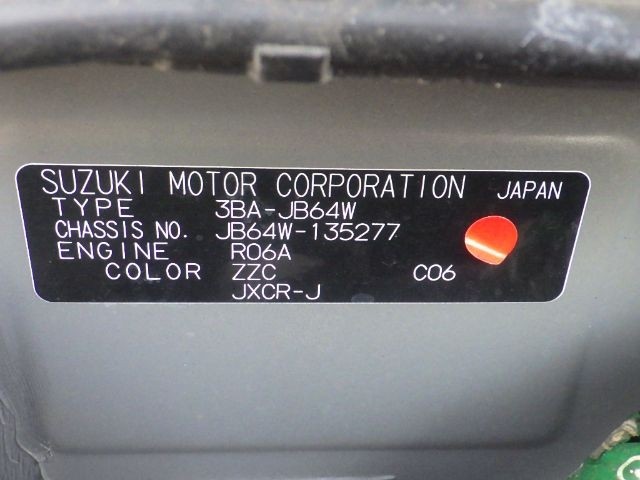 SUZUKI MOTOR CORPORATION JAPAN
TYPE 3BA-JB64W
CHASSIS NO. JB64W-135277
ENGINE R06A
COLOR ZZC C06
JXCR-J